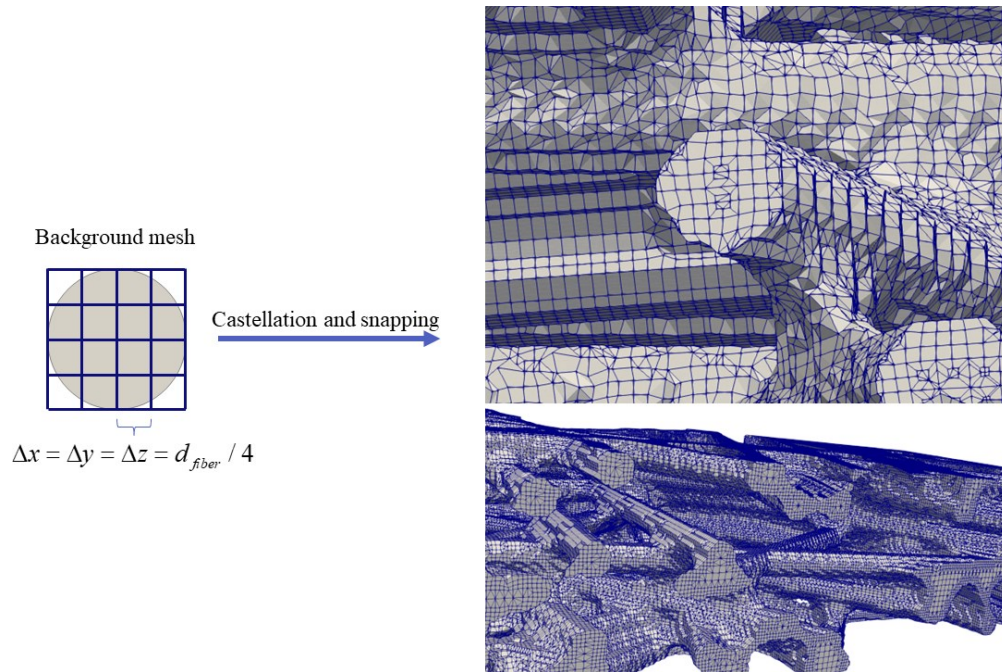 Background mesh
Castellation and snapping
Δx = Δy = Δz = d_fiber / 4